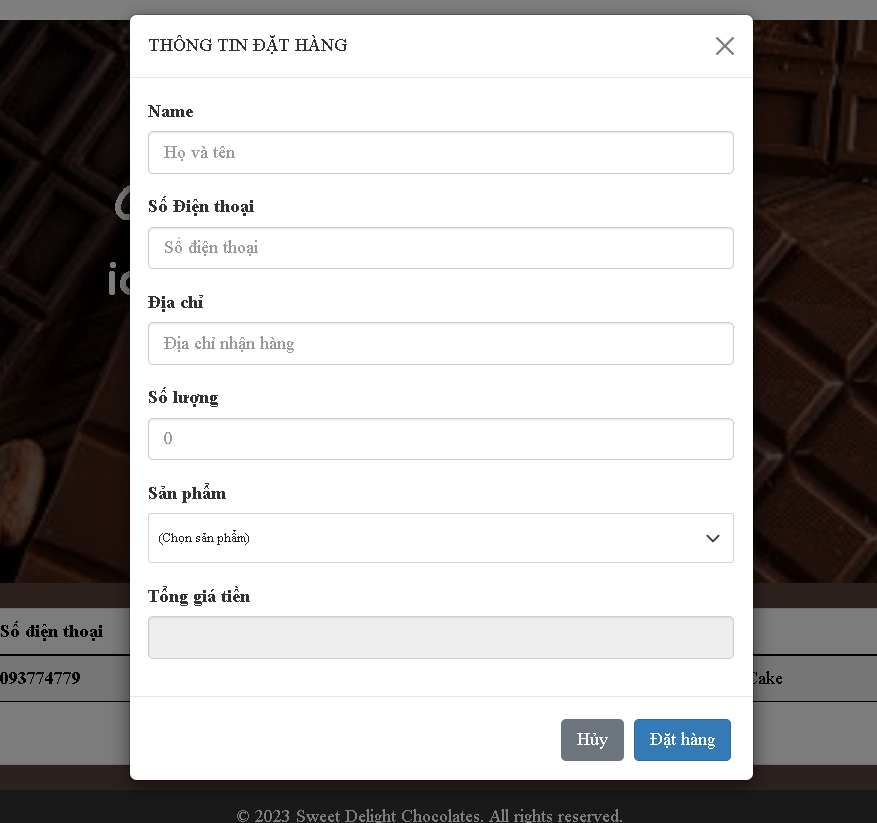 THÔNG TIN ĐẶT HÀNG
Name
Họ và tên
Số Điện thoại
Số điện thoại
Địa chỉ
Địa chỉ nhận hàng
Số lượng
0
Sản phẩm
(Chọn sản phẩm)
Tổng giá tiền
Số điện thoại
093774779
Cake
Hủy
Đặt hàng
© 2023 Sweet Delight Chocolates. All rights reserved.